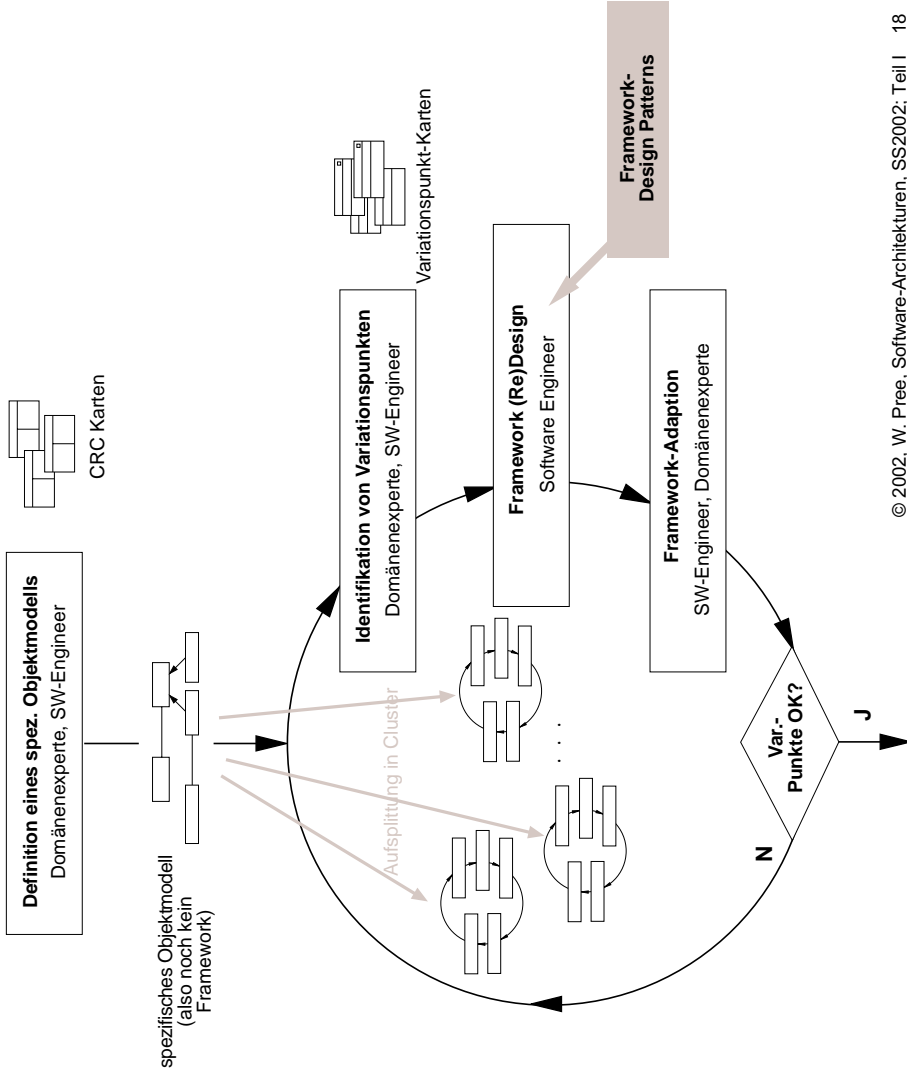 Definition eines spez. Objektmodells
Domänenexperte, SW-Engineer
CRC Karten
spezifisches Objektmodell
(also noch kein
Framework)
Aufsplittung in Cluster
. . .
Identifikation von Variationspunkten
Domänenexperte, SW-Engineer
Variationspunkt-Karten
Framework (Re)Design
Software Engineer
Framework-
Design Patterns
Framework-Adaption
SW-Engineer, Domänenexperte
Var.-
Punkte OK?
N
J
© 2002, W. Pree, Software-Architekturen, SS2002; Teil I 18